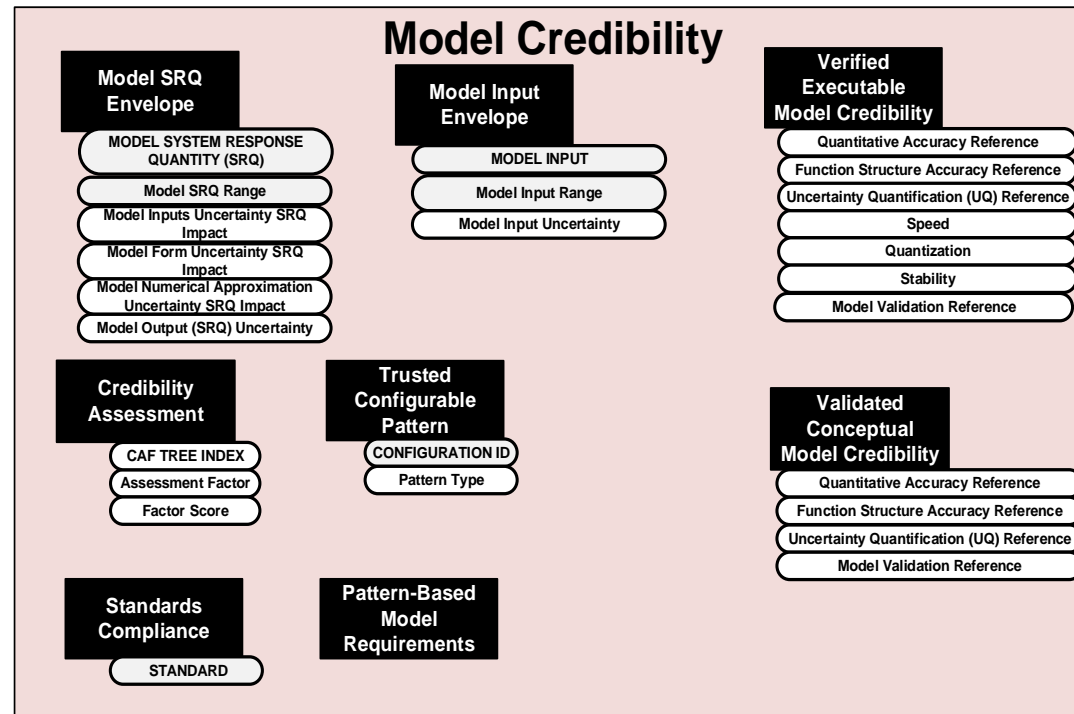 Model Credibility
Model SRQ
Envelope
MODEL SYSTEM RESPONSE
QUANTITY (SRQ)
Model SRQ Range
Model Inputs Uncertainty SRQ
Impact
Model Form Uncertainty SRQ
Impact
Model Numerical Approximation
Uncertainty SRQ Impact
Model Output (SRQ) Uncertainty
Model Input
Envelope
MODEL INPUT
Model Input Range
Model Input Uncertainty
Verified
Executable
Model Credibility
Quantitative Accuracy Reference
Function Structure Accuracy Reference
Uncertainty Quantification (UQ) Reference
Speed
Quantization
Stability
Model Validation Reference
Credibility
Assessment
CAF TREE INDEX
Assessment Factor
Factor Score
Trusted
Configurable
Pattern
CONFIGURATION ID
Pattern Type
Validated
Conceptual
Model Credibility
Quantitative Accuracy Reference
Function Structure Accuracy Reference
Uncertainty Quantification (UQ) Reference
Model Validation Reference
Standards
Compliance
STANDARD
Pattern-Based
Model
Requirements